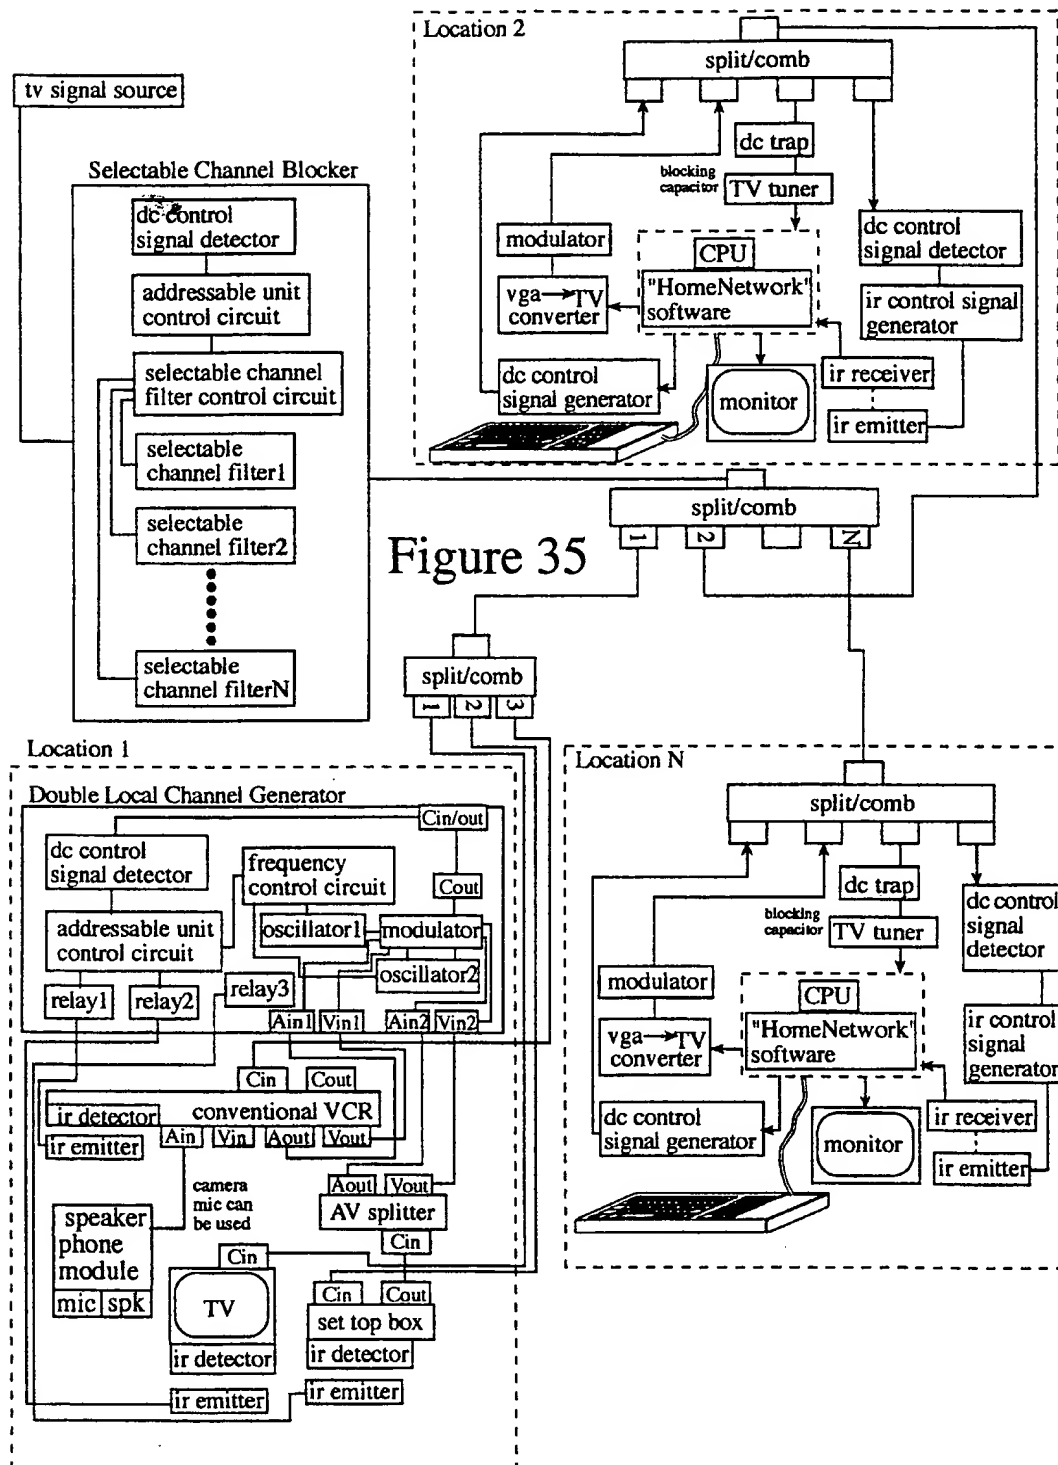 Location 2
split/comb
tv signal source
dc trap
Selectable Channel Blocker
blocking
capacitor
TV tuner
dc control
signal detector
modulator
dc control
signal detector
CPU
addressable unit
control circuit
vga→TV
converter
"HomeNetwork"
software
ir control signal
generator
selectable channel
filter control circuit
dc control
signal generator
monitor
ir receiver
ir emitter
selectable
channel filter1
split/comb
1
2
N
selectable
channel filter2
Figure 35
selectable
channel filterN
split/comb
1
2
3
Location 1
Double Local Channel Generator
Cin/out
dc control
signal detector
frequency
control circuit
Cout
addressable unit
control circuit
oscillator1
modulator
oscillator2
relay1
relay2
relay3
Ain1
Vin1
Ain2
Vin2
Cin
Cout
conventional VCR
ir detector
Ain
Vin
Aout
Vout
ir emitter
camera
mic can
be used
Aout
Vout
AV splitter
Cin
speaker
phone
module
mic
spk
Cin
TV
ir detector
Cin
Cout
set top box
ir detector
ir emitter
ir emitter
Location N
split/comb
dc trap
blocking
capacitor
TV tuner
dc control
signal
detector
modulator
CPU
vga→TV
converter
"HomeNetwork"
software
ir control
signal
generator
dc control
signal generator
monitor
ir receiver
ir emitter